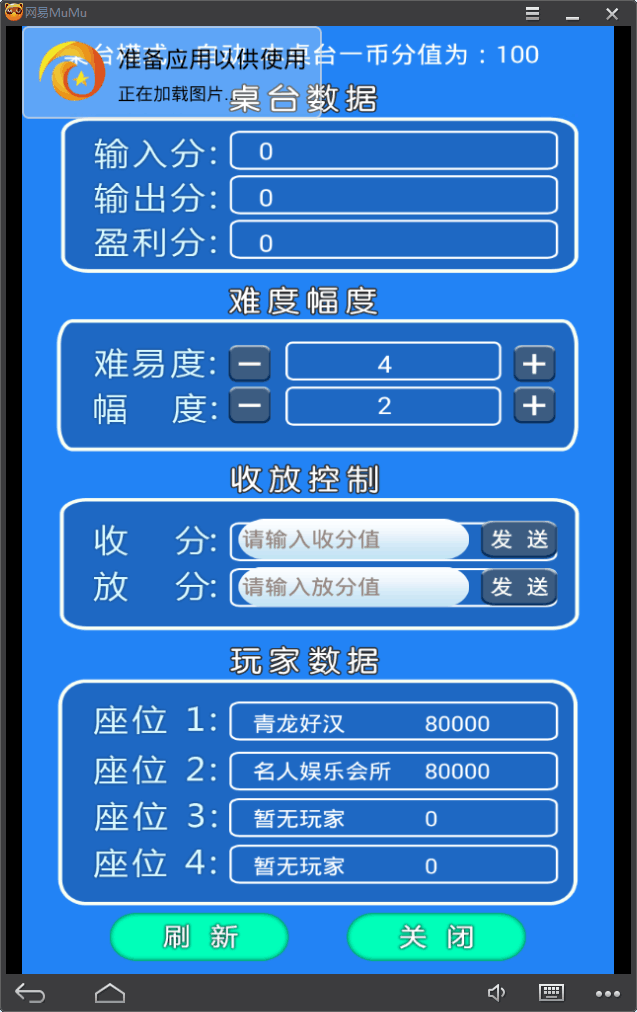 网易MuMu
准备应用以供使用
正在加载图片...
自动 本桌台一币分值为：100
桌台数据
输入分: 0
输出分: 0
盈利分: 0
难度幅度
难易度: － 4 ＋
幅 度: － 2 ＋
收放控制
收 分: 请输入收分值 发 送
放 分: 请输入放分值 发 送
玩家数据
座位 1: 青龙好汉 80000
座位 2: 名人娱乐会所 80000
座位 3: 暂无玩家 0
座位 4: 暂无玩家 0
刷 新 关 闭